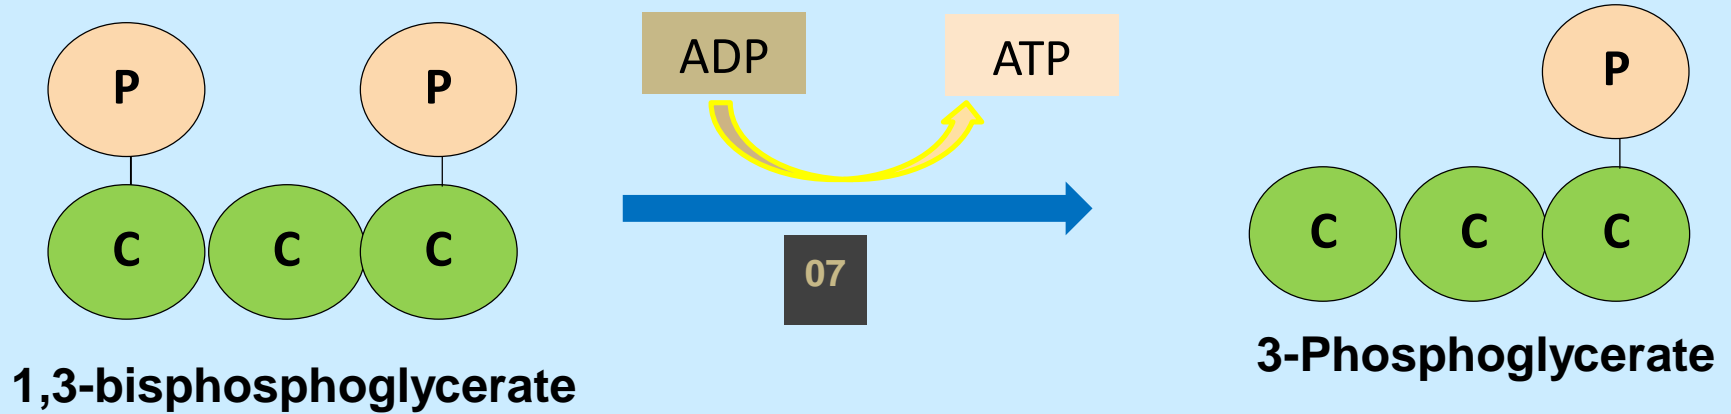 P P ADP ATP P
C C C 07 C C C
1,3-bisphosphoglycerate 3-Phosphoglycerate